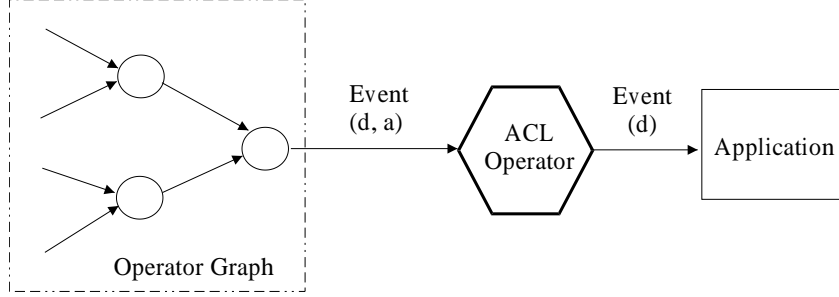 Event
(d, a)
Event
(d)
ACL
Operator
Application
Operator Graph